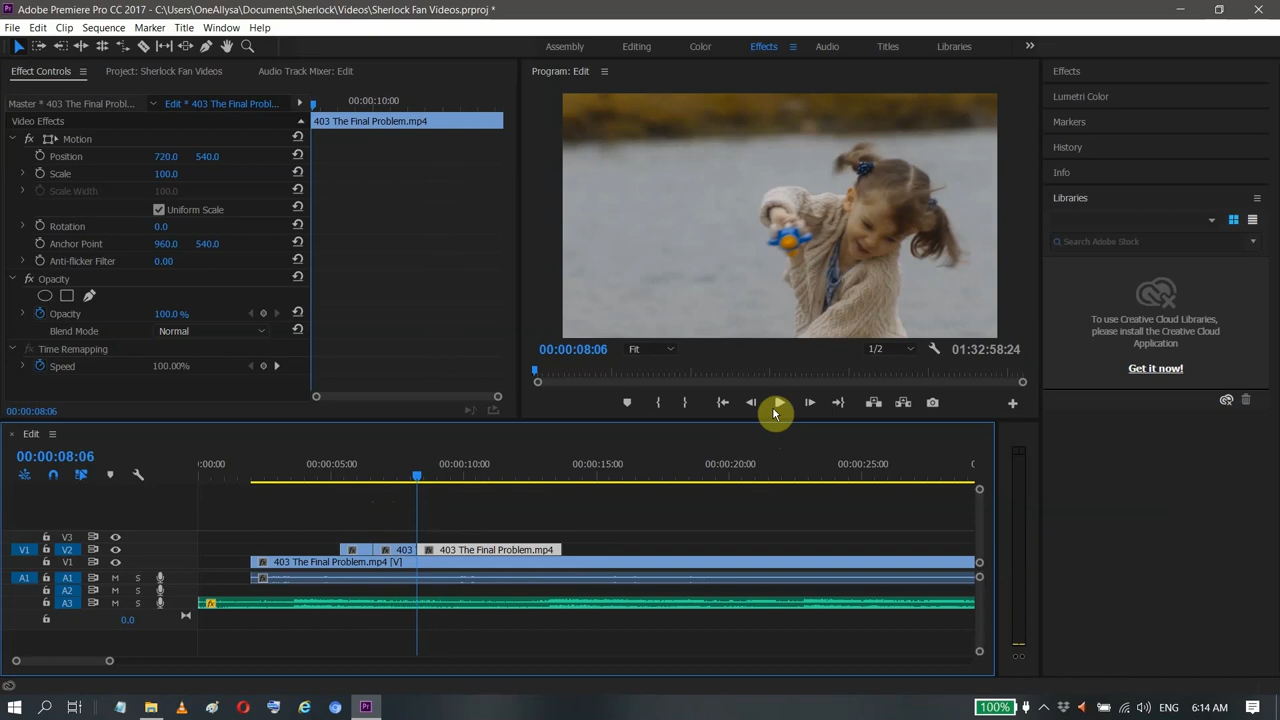 Adobe Premiere Pro CC 2017 - C:\Users\OneAllysa\Documents\Sherlock\Videos\Sherlock Fan Videos.prproj *
File Edit Clip Sequence Marker Title Window Help
Assembly Editing Color Effects Audio Titles Libraries
Effect Controls Project: Sherlock Fan Videos Audio Track Mixer: Edit
Program: Edit
Effects
Master * 403 The Final Probl... Edit * 403 The Final Probl...
00:00:10:00
Lumetri Color
Video Effects
403 The Final Problem.mp4
Markers
fx Motion
History
Position 720.0 540.0
Info
Scale 100.0
Scale Width 100.0
Libraries
Uniform Scale
Rotation 0.0
Search Adobe Stock
Anchor Point 960.0 540.0
Anti-flicker Filter 0.00
fx Opacity
Opacity 100.0 %
Blend Mode Normal
fx Time Remapping
Speed 100.00%
To use Creative Cloud Libraries,
please install the Creative Cloud
Application
Get it now!
00:00:08:06 Fit 1/2 01:32:58:24
00:00:08:06
Edit
00:00:08:06
:00:00 00:00:05:00 00:00:10:00 00:00:15:00 00:00:20:00 00:00:25:00
V3
V1 V2 fx fx 403 fx 403 The Final Problem.mp4
V1 fx 403 The Final Problem.mp4 [V]
A1 A1 M S
A2 M S
A3 M S fx
0.0
100% ENG 6:14 AM